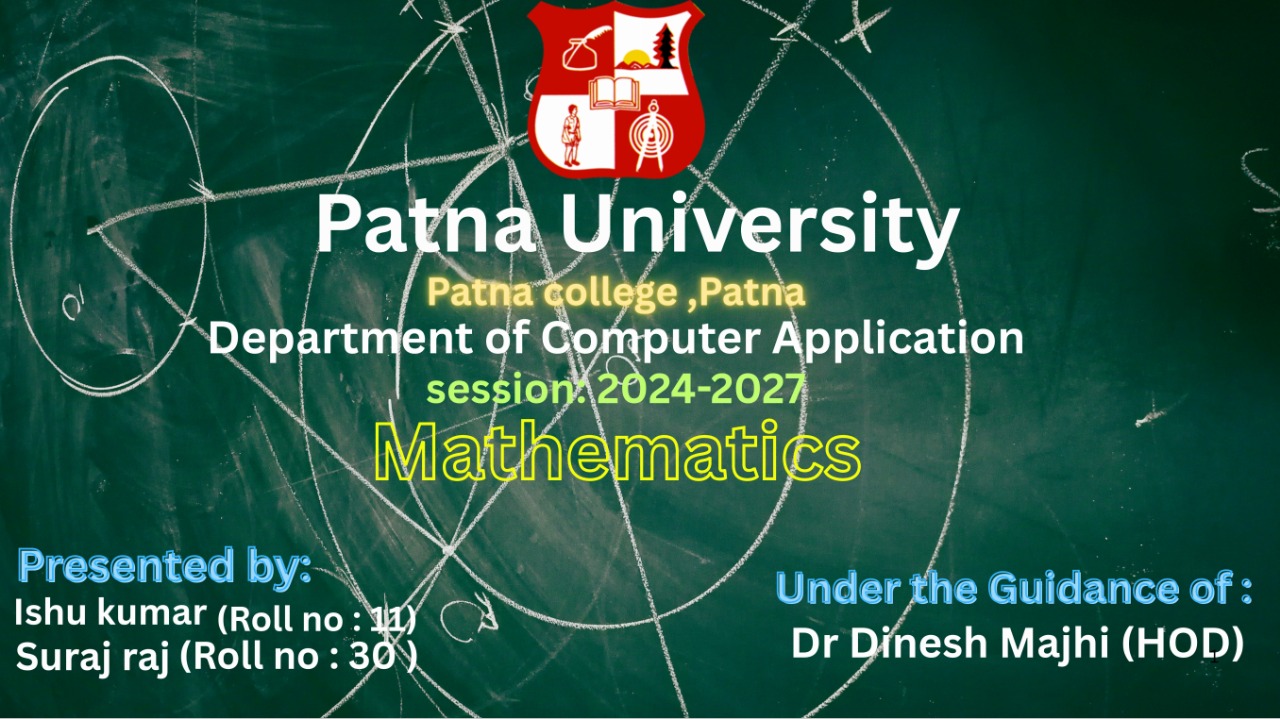 Patna University
Patna college ,Patna
Department of Computer Application
session: 2024-2027
Mathematics
Presented by:
Ishu kumar (Roll no : 11)
Suraj raj (Roll no : 30 )
Under the Guidance of :
Dr Dinesh Majhi (HOD)